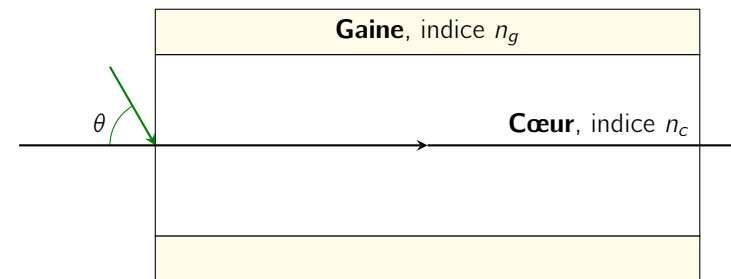 Gaine, indice n_g
θ
Cœur, indice n_c